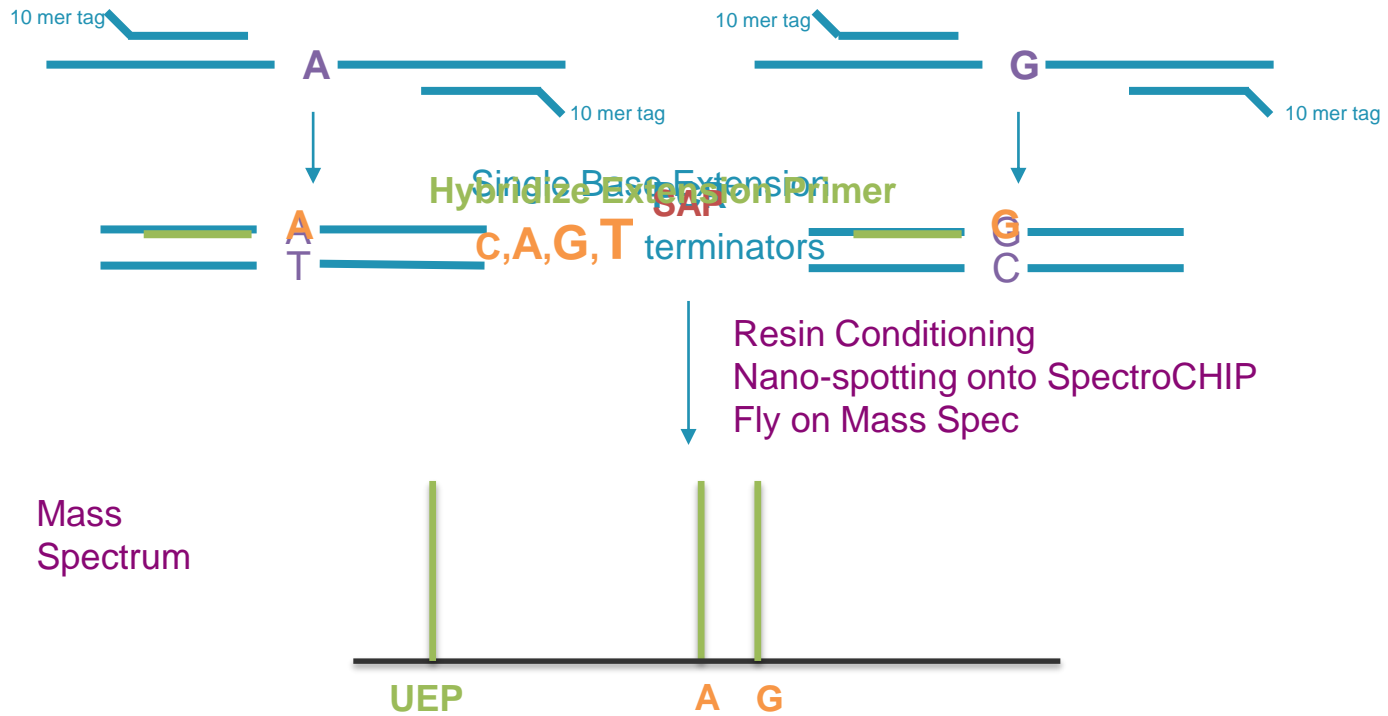 10 mer tag
10 mer tag
A
G
10 mer tag
10 mer tag
Single Base Extension
Hybridize Extension Primer
SAP
A
A
T
C,A,G,T terminators
G
G
C
Resin Conditioning
Nano-spotting onto SpectroCHIP
Fly on Mass Spec
Mass
Spectrum
UEP
A
G